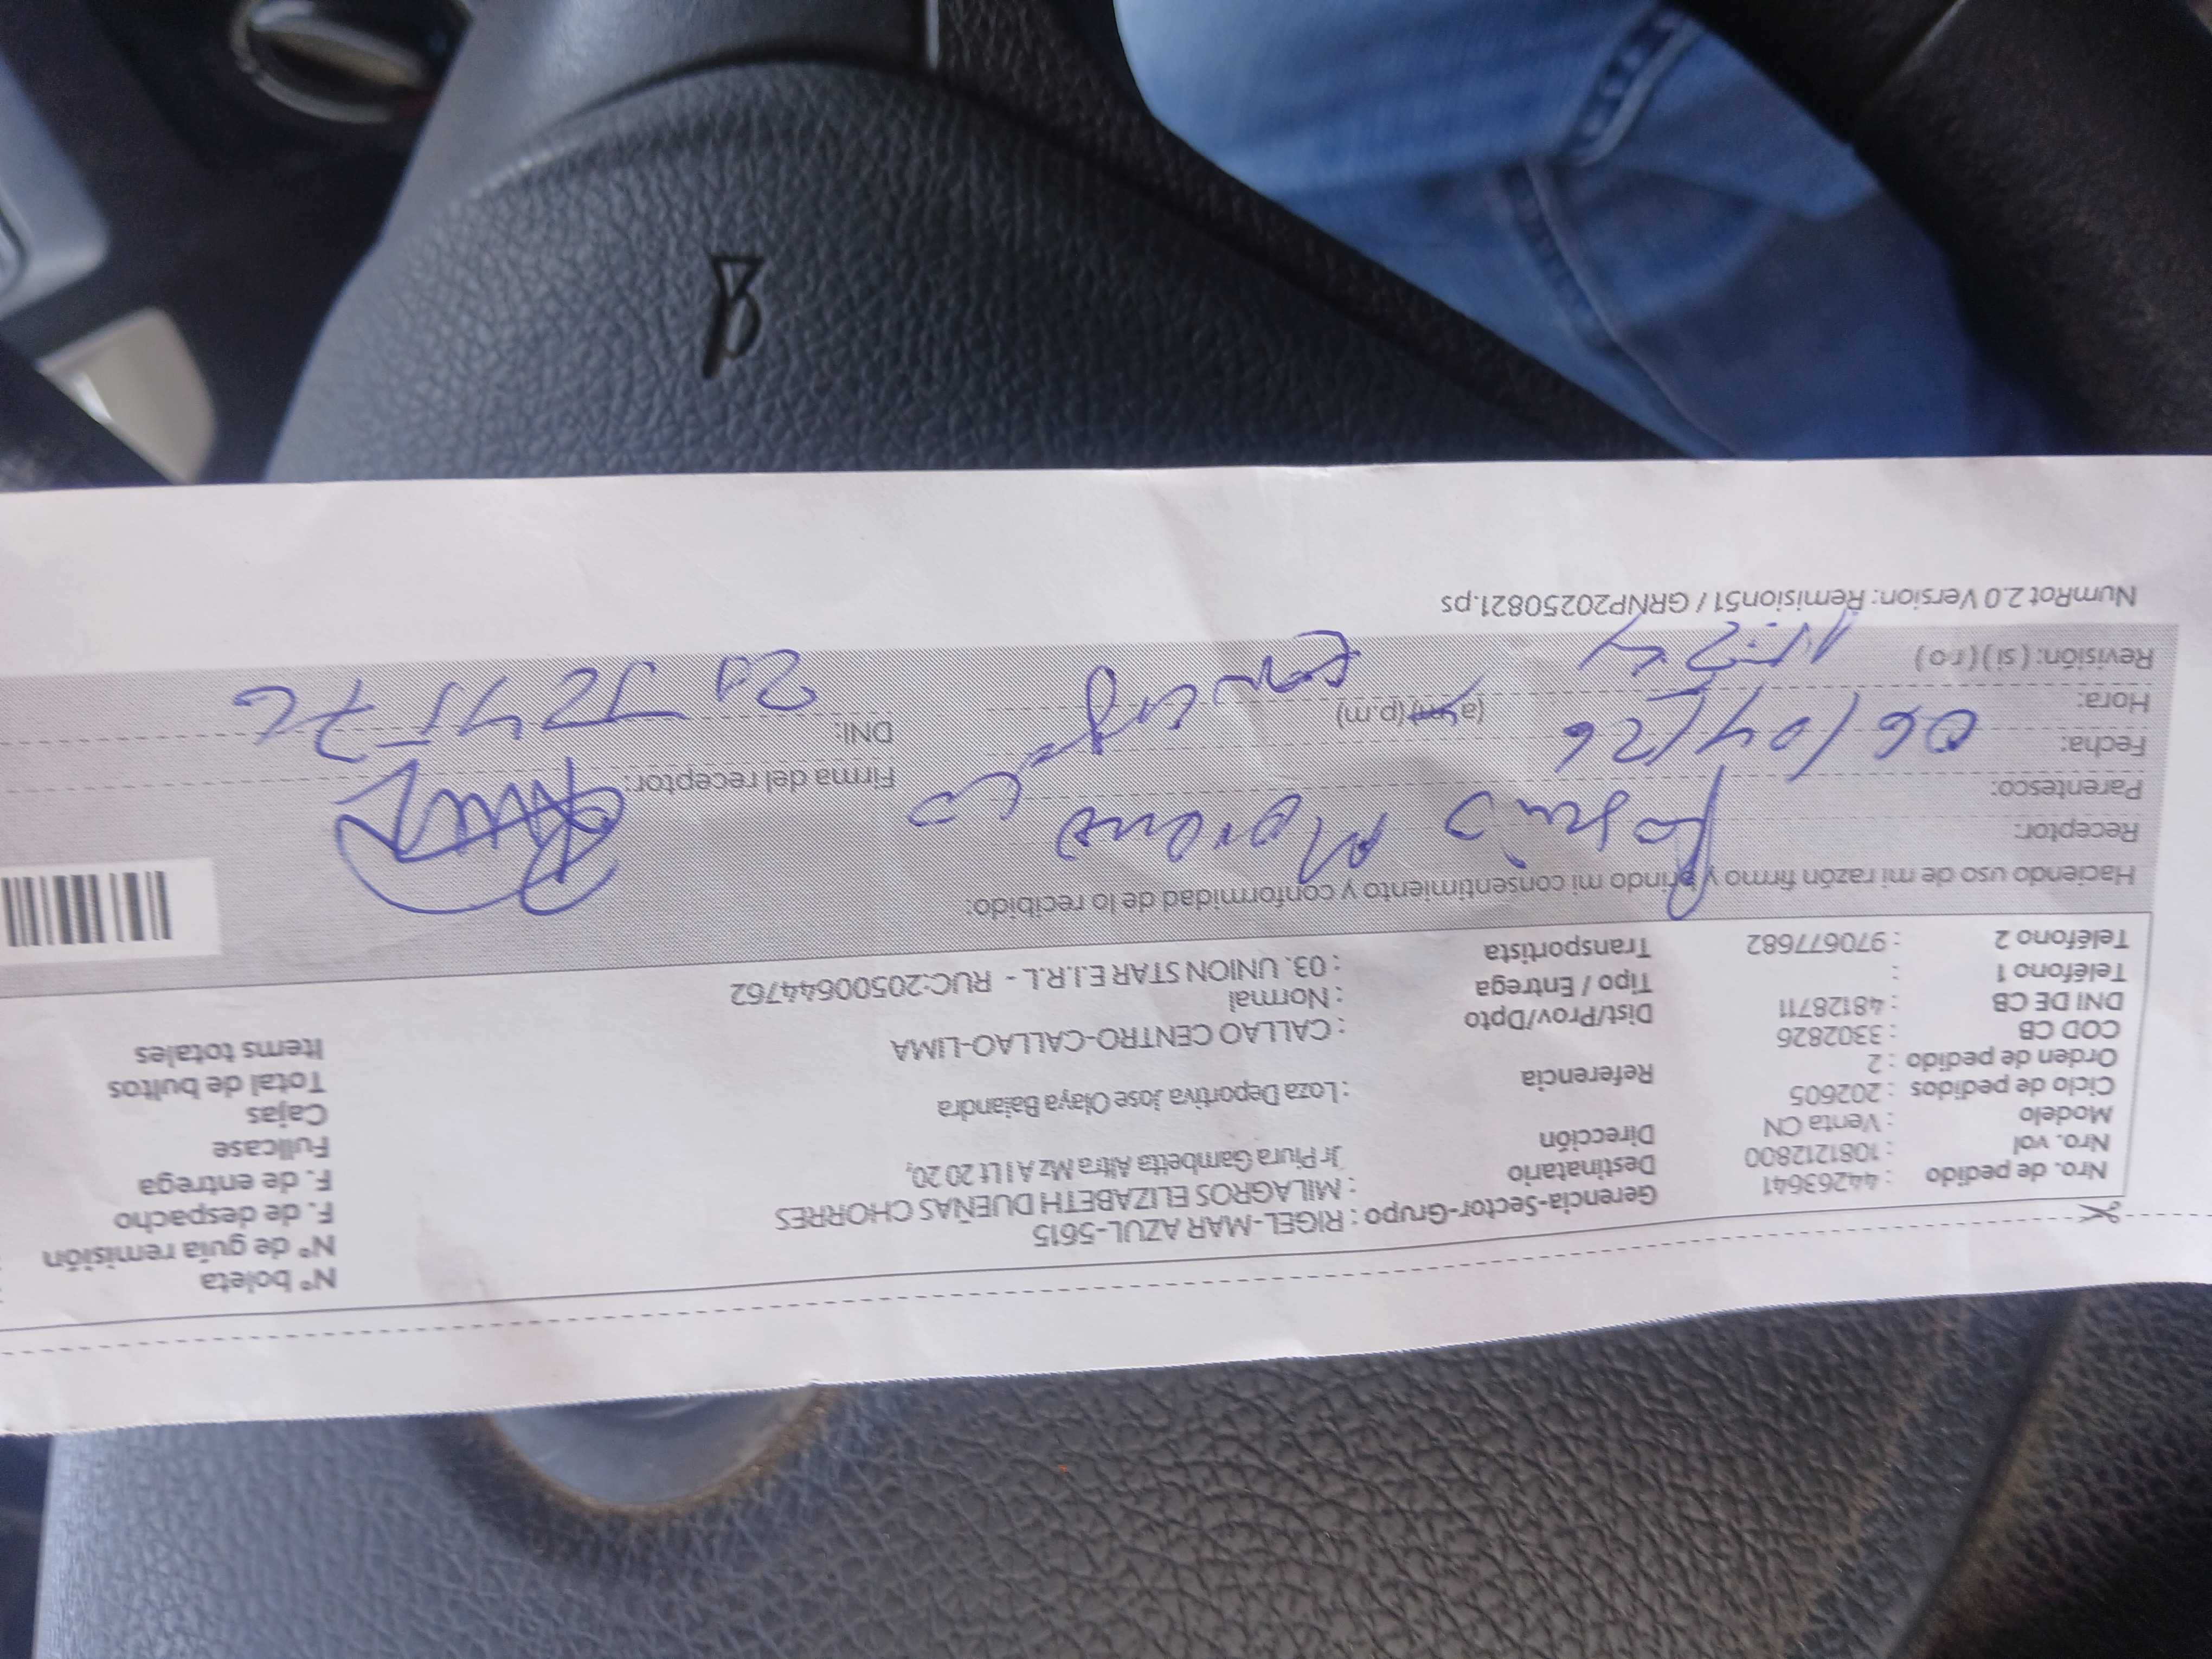 N° boleta
N° de guía remisión
F. de despacho
F. de entrega
Fullcase
Cajas
Total de bultos
Items totales
Gerencia-Sector-Grupo : RIGEL-MAR AZUL-5615
Nro. de pedido : 44263641 Destinatario : MILAGROS ELIZABETH DUEÑAS CHORRES
Nro. vol : 108121280O Dirección Jr Piura Gambetta Altra Mz A I Lt 20 20,
Modelo : Venta CN
Ciclo de pedidos : 202605 Referencia : Loza Deportiva Jose Olaya Balandra
Orden de pedido : 2
COD CB : 3302826 Dist/Prov/Dpto : CALLAO CENTRO-CALLAO-LIMA
DNI DE CB : 48128711 Tipo / Entrega : Normal
Teléfono 1 : Transportista : 03. UNION STAR E.I.R.L - RUC:20500644762
Teléfono 2 : 970677682
Haciendo uso de mi razón firmo y brindo mi consentimiento y conformidad de lo recibido:
Receptor:
Parentesco: Moreno Firma del receptor:
Fecha: 06/04/26
Hora: (a.m)(p.m) DNI:
Revisión: (si) (no)
NumRot 2.0 Version: Remision51 / GRNP20250821.ps